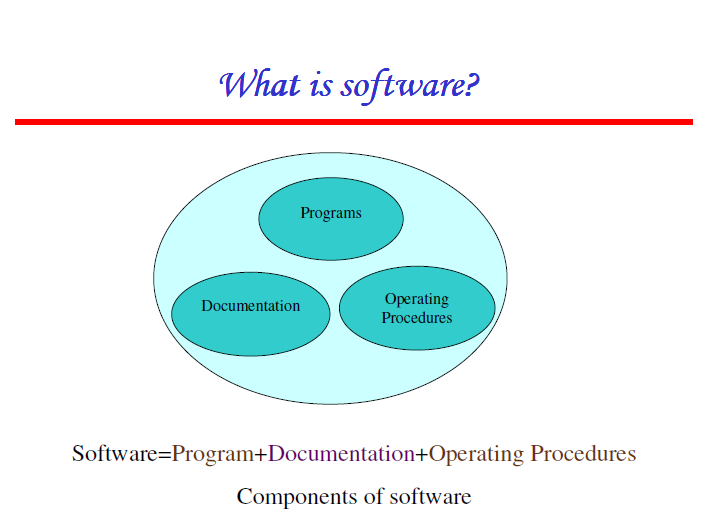 What is software?
Programs
Documentation
Operating
Procedures
Software=Program+Documentation+Operating Procedures
Components of software